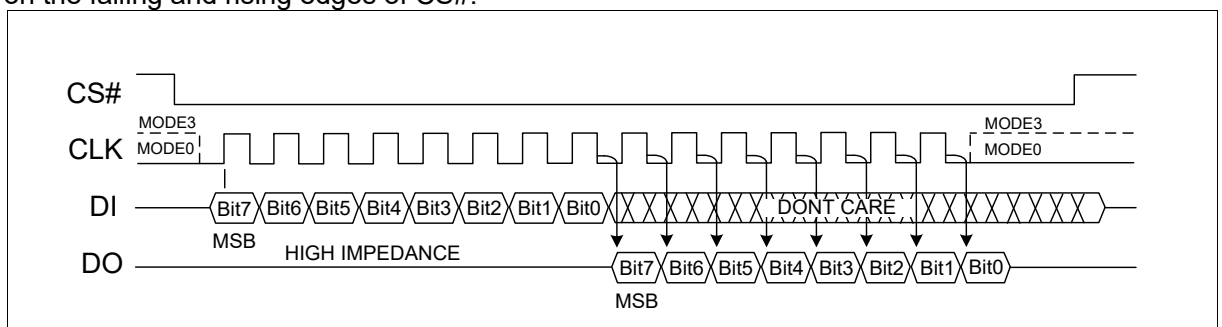 on the falling and rising edges of CS#.
CS#
MODE3 MODE3
CLK MODE0 MODE0
DI Bit7 Bit6 Bit5 Bit4 Bit3 Bit2 Bit1 Bit0 DONT CARE
MSB
DO HIGH IMPEDANCE Bit7 Bit6 Bit5 Bit4 Bit3 Bit2 Bit1 Bit0
MSB